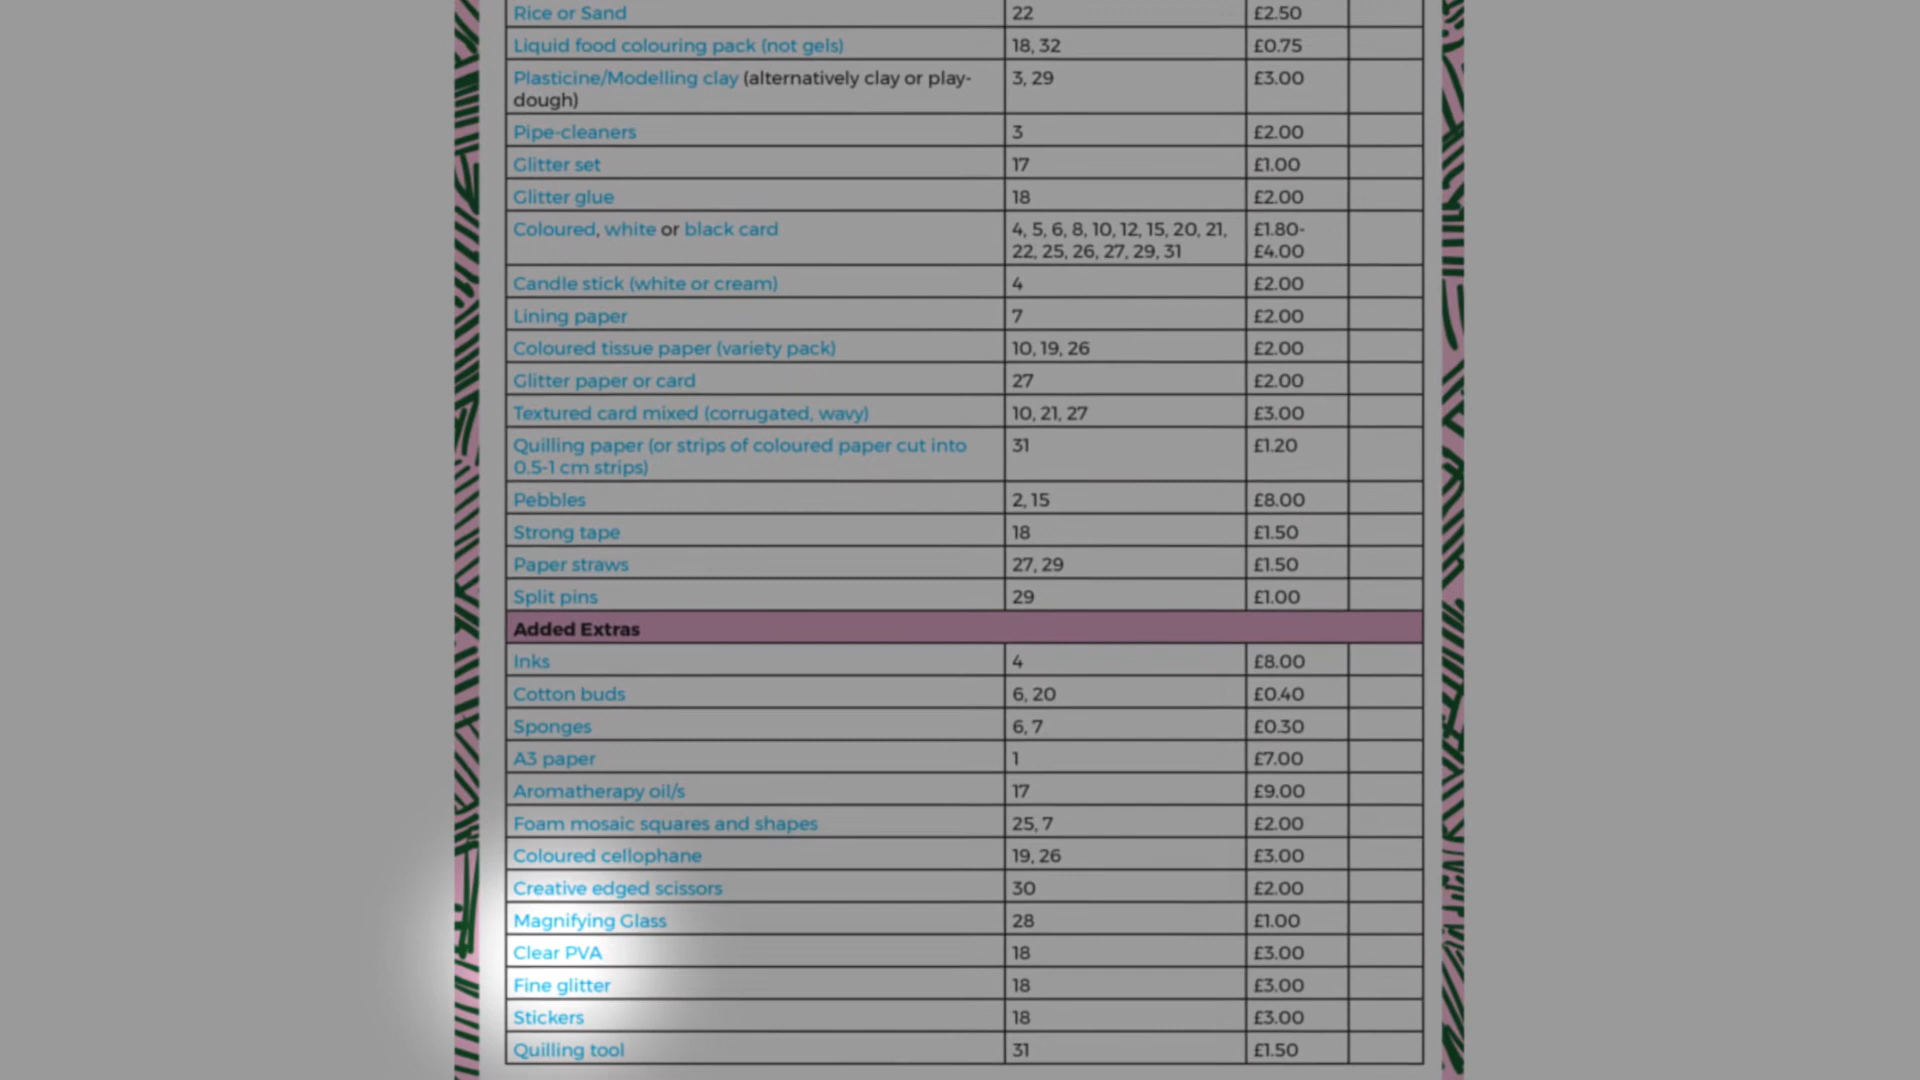 Rice or Sand 22 £2.50
Liquid food colouring pack (not gels) 18, 32 £0.75
Plasticine/Modelling clay (alternatively clay or play- 3, 29 £3.00
dough)
Pipe-cleaners 3 £2.00
Glitter set 17 £1.00
Glitter glue 18 £2.00
Coloured, white or black card 4, 5, 6, 8, 10, 12, 15, 20, 21, £1.80-
22, 25, 26, 27, 29, 31 £4.00
Candle stick (white or cream) 4 £2.00
Lining paper 7 £2.00
Coloured tissue paper (variety pack) 10, 19, 26 £2.00
Glitter paper or card 27 £2.00
Textured card mixed (corrugated, wavy) 10, 21, 27 £3.00
Quilling paper (or strips of coloured paper cut into 31 £1.20
0.5-1 cm strips)
Pebbles 2, 15 £8.00
Strong tape 18 £1.50
Paper straws 27, 29 £1.50
Split pins 29 £1.00
Added Extras
Inks 4 £8.00
Cotton buds 6, 20 £0.40
Sponges 6, 7 £0.30
A3 paper 1 £7.00
Aromatherapy oil/s 17 £9.00
Foam mosaic squares and shapes 25, 7 £2.00
Coloured cellophane 19, 26 £3.00
Creative edged scissors 30 £2.00
Magnifying Glass 28 £1.00
Clear PVA 18 £3.00
Fine glitter 18 £3.00
Stickers 18 £3.00
Quilling tool 31 £1.50